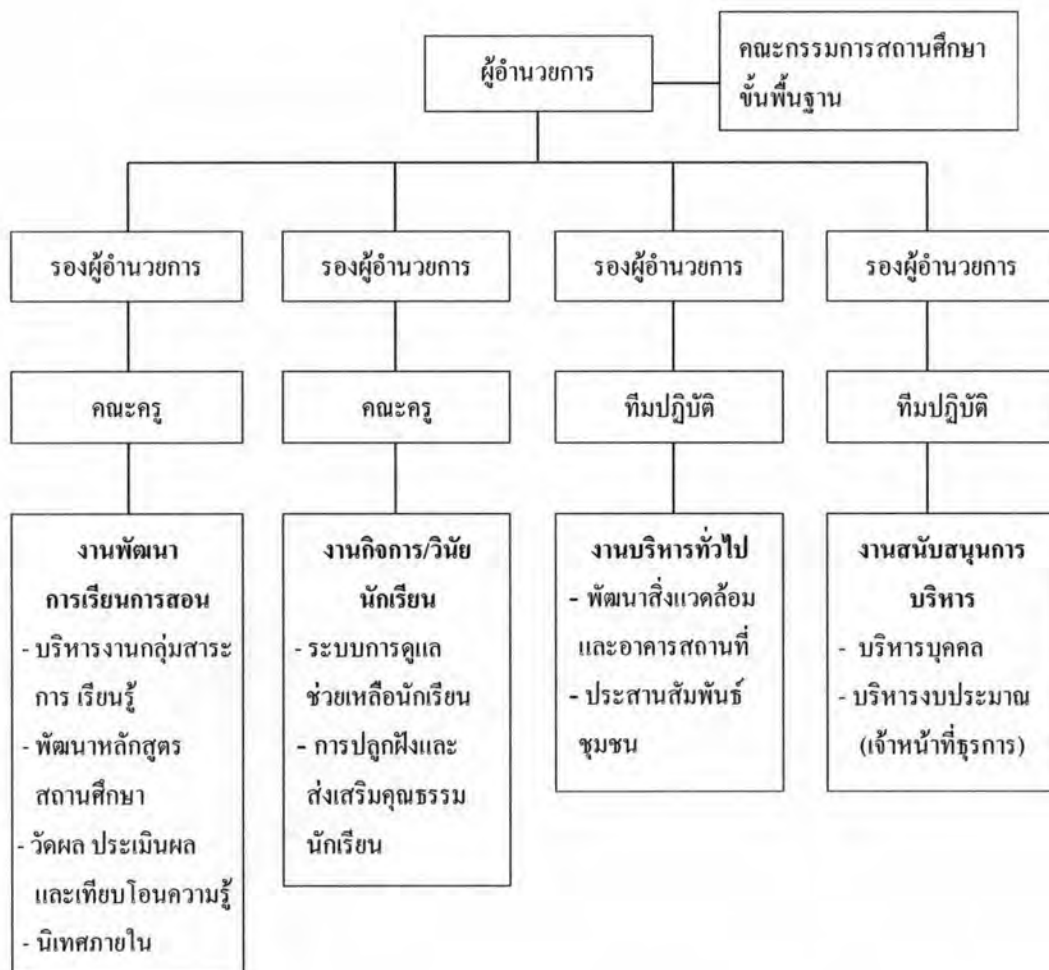 ผู้อำนวยการ
คณะกรรมการสถานศึกษา
ขั้นพื้นฐาน
รองผู้อำนวยการ
รองผู้อำนวยการ
รองผู้อำนวยการ
รองผู้อำนวยการ
คณะครู
คณะครู
ทีมปฏิบัติ
ทีมปฏิบัติ
งานพัฒนา
การเรียนการสอน
- บริหารงานกลุ่มสาระ
การ เรียนรู้
- พัฒนาหลักสูตร
สถานศึกษา
- วัดผล ประเมินผล
และเทียบโอนความรู้
- นิเทศภายใน
งานกิจการ/วินัย
นักเรียน
- ระบบการดูแล
ช่วยเหลือนักเรียน
- การปลูกฝังและ
ส่งเสริมคุณธรรม
นักเรียน
งานบริหารทั่วไป
- พัฒนาสิ่งแวดล้อม
และอาคารสถานที่
- ประสานสัมพันธ์
ชุมชน
งานสนับสนุนการ
บริหาร
- บริหารบุคคล
- บริหารงบประมาณ
(เจ้าหน้าที่ธุรการ)